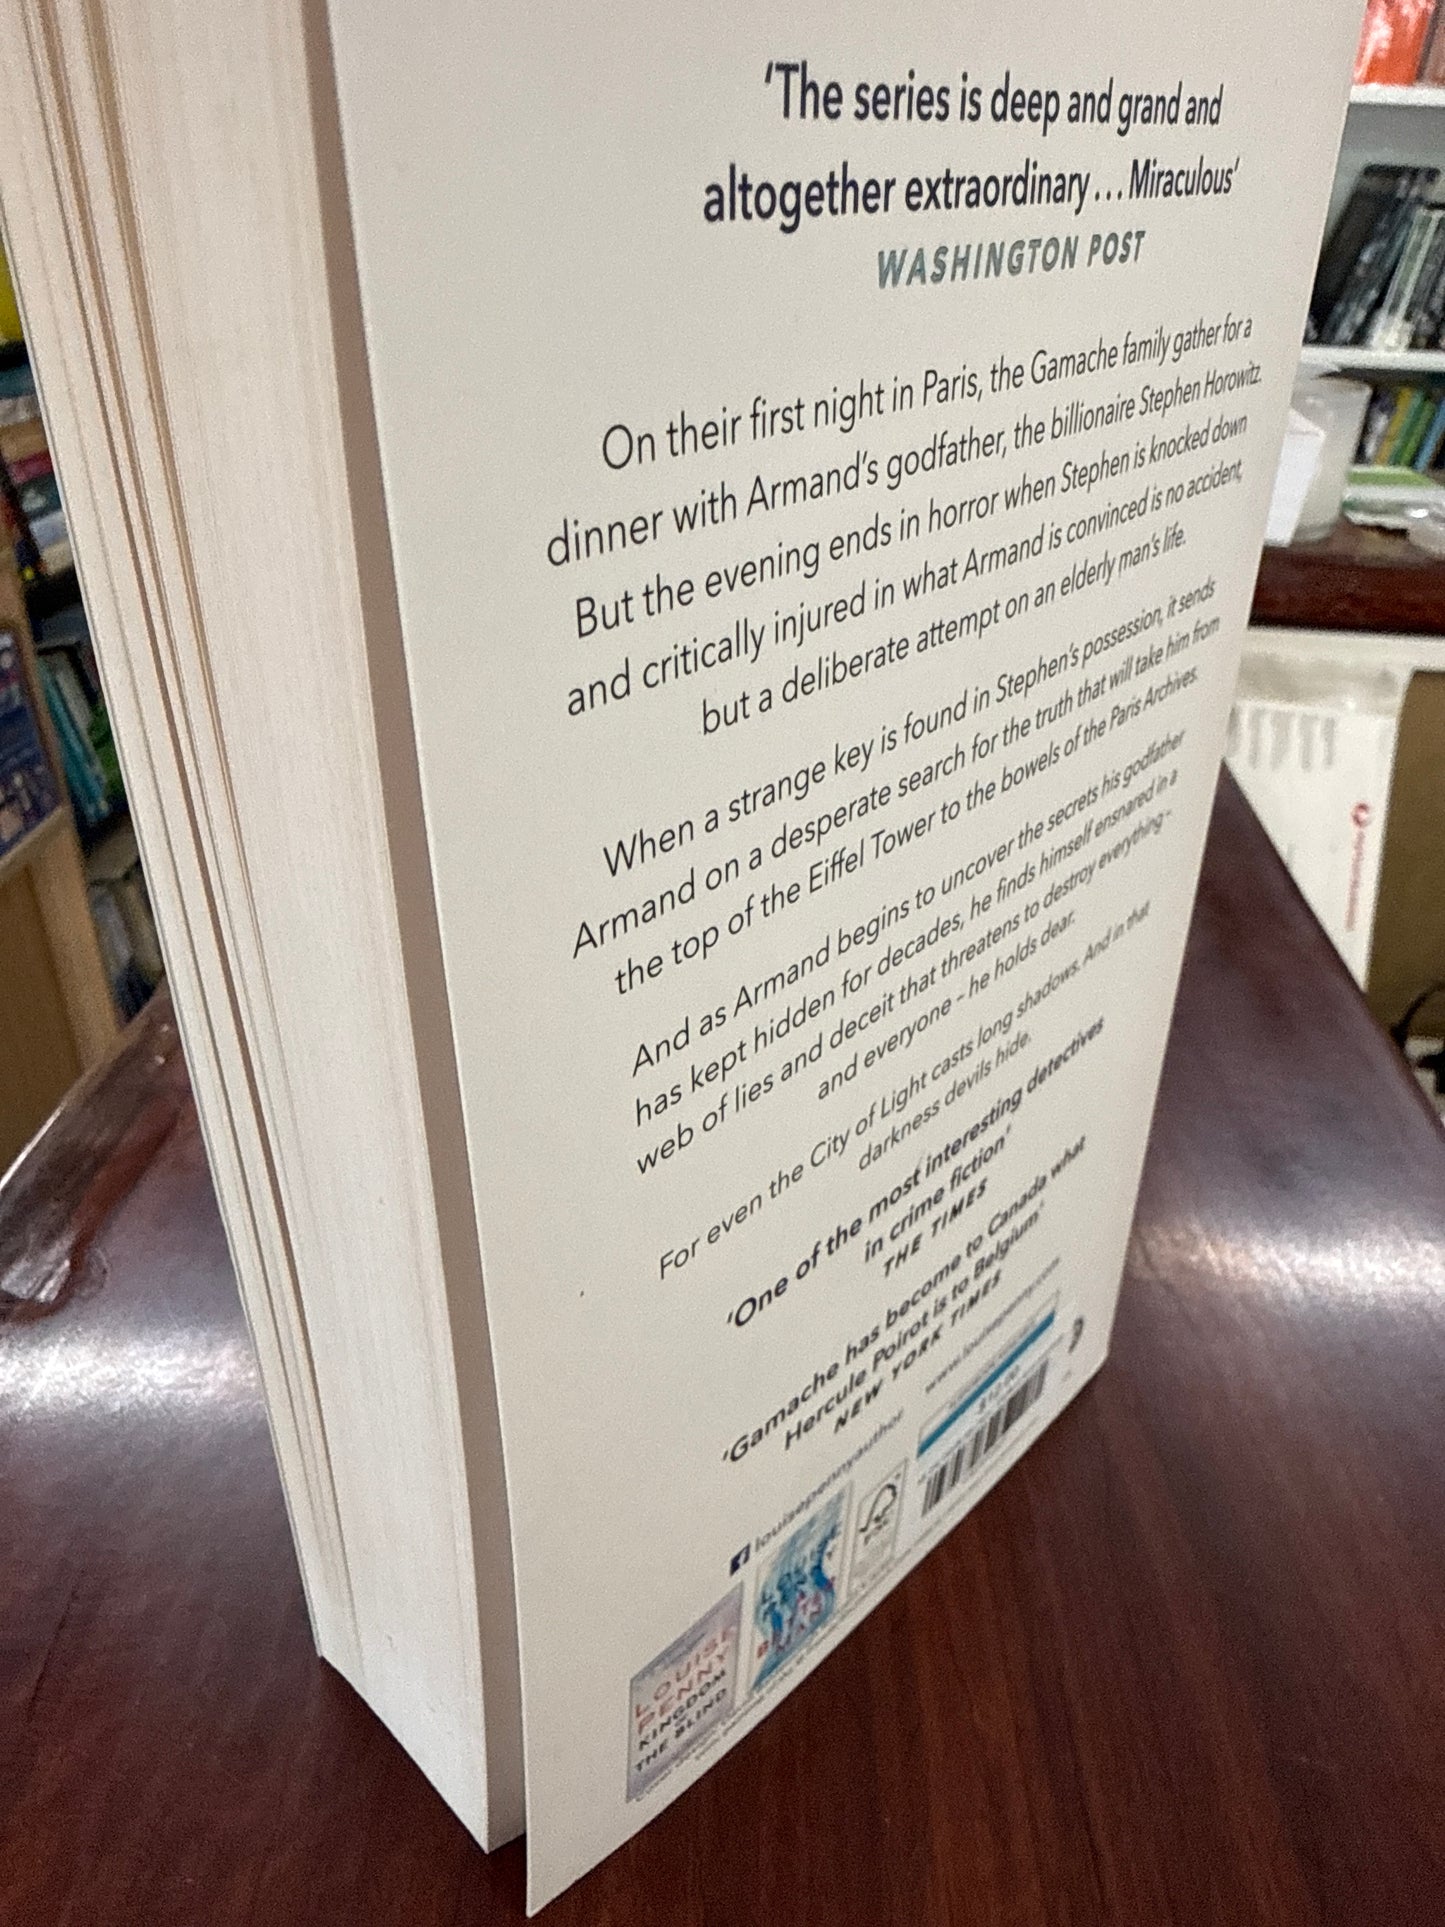 ‘The series is deep and grand and
altogether extraordinary . . . Miraculous’
WASHINGTON POST
On their first night in Paris, the Gamache family gather for a
dinner with Armand’s godfather, the billionaire Stephen Horowitz.
But the evening ends in horror when Stephen is knocked down
and critically injured in what Armand is convinced is no accident,
but a deliberate attempt on an elderly man’s life.
When a strange key is found in Stephen’s possession, it sends
Armand on a desperate search for the truth that will take him from
the top of the Eiffel Tower to the bowels of the Paris Archives.
And as Armand begins to uncover the secrets his godfather
has kept hidden for decades, he finds himself ensnared in a
web of lies and deceit that threatens to destroy everything –
and everyone – he holds dear.
For even the City of Light casts long shadows. And in that
darkness devils hide.
‘One of the most interesting detectives
in crime fiction’
THE TIMES
‘Gamache has become to Canada what
Hercule Poirot is to Belgium’
NEW YORK TIMES
louisepennyauthor
www.louisepenny.com
FSC
LOUISE
PENNY
KINGDOM
OF
THE BLIND